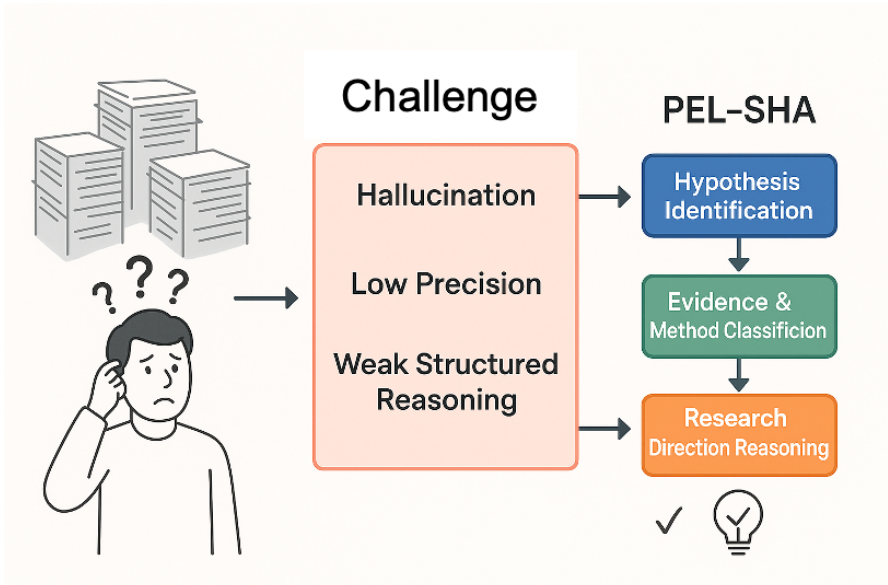 Challenge
Hallucination
Low Precision
Weak Structured
Reasoning
PEL–SHA
Hypothesis
Identification
Evidence &
Method Classificion
Research
Direction Reasoning
? ? ?